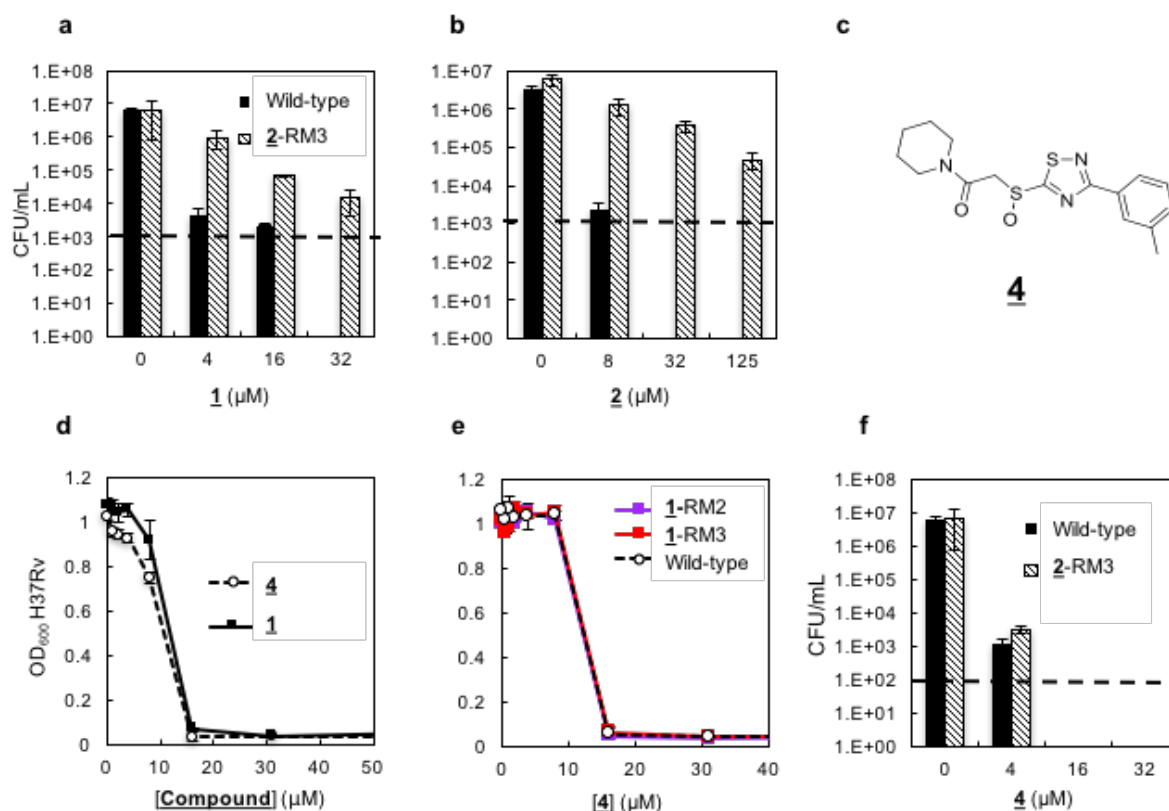 a
1.E+08
1.E+07
1.E+06
1.E+05
1.E+04
1.E+03
1.E+02
1.E+01
1.E+00
CFU/mL
Wild-type
2-RM3
0 4 16 32
1 (µM)
b
1.E+07
1.E+06
1.E+05
1.E+04
1.E+03
1.E+02
1.E+01
1.E+00
0 8 32 125
2 (µM)
c
N
O
S
O
S
N
N
4
d
1.2
1
0.8
0.6
0.4
0.2
0
OD600 H37Rv
4
1
0 10 20 30 40 50
[Compound] (µM)
e
1.2
1
0.8
0.6
0.4
0.2
0
1-RM2
1-RM3
Wild-type
0 10 20 30 40
[4] (µM)
f
1.E+08
1.E+07
1.E+06
1.E+05
1.E+04
1.E+03
1.E+02
1.E+01
1.E+00
CFU/mL
Wild-type
2-RM3
0 4 16 32
4 (µM)